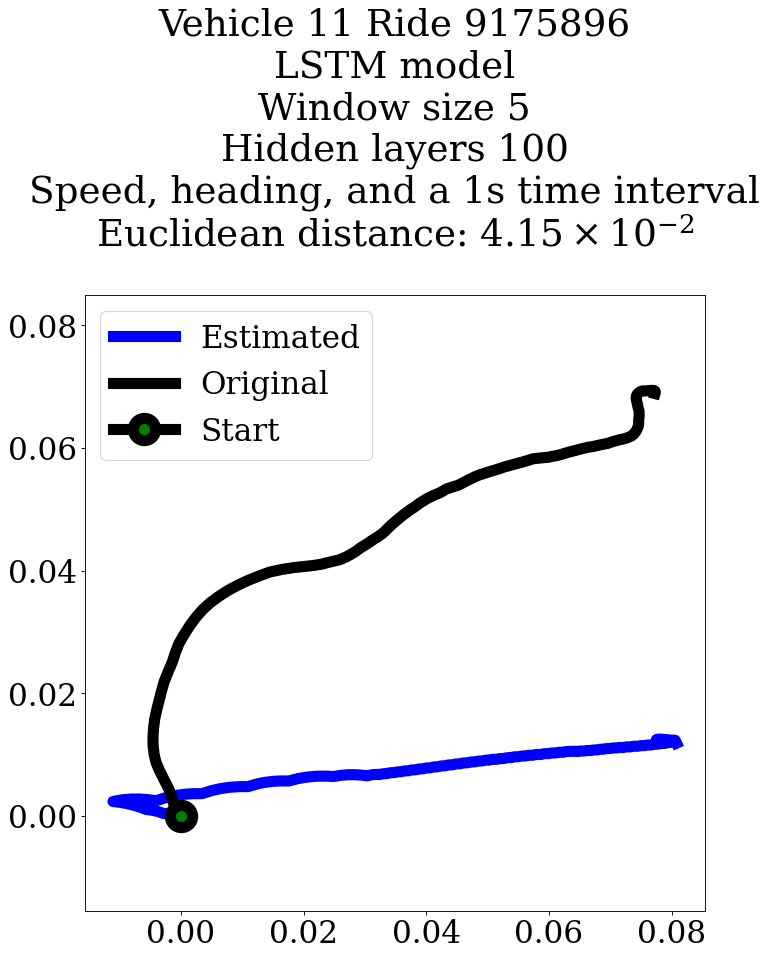 Vehicle 11 Ride 9175896
LSTM model
Window size 5
Hidden layers 100
Speed, heading, and a 1s time interval
Euclidean distance: 4.15 × 10⁻²
Estimated
Original
Start
0.08
0.06
0.04
0.02
0.00
0.00 0.02 0.04 0.06 0.08